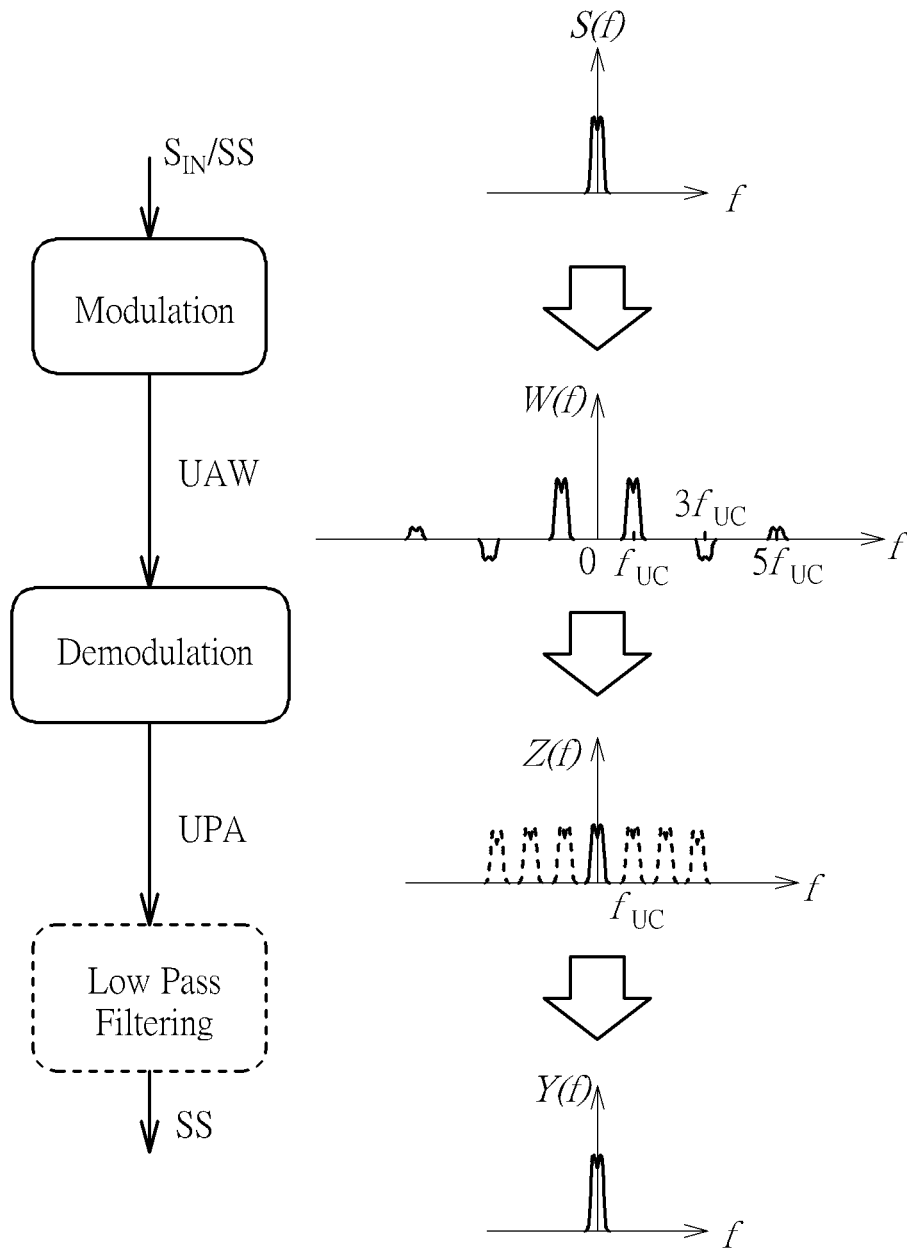 S(f)
S_IN/SS
f
Modulation
W(f)
UAW
3f_UC
f
0
f_UC
5f_UC
Demodulation
Z(f)
UPA
f
f_UC
Low Pass
Filtering
Y(f)
SS
f